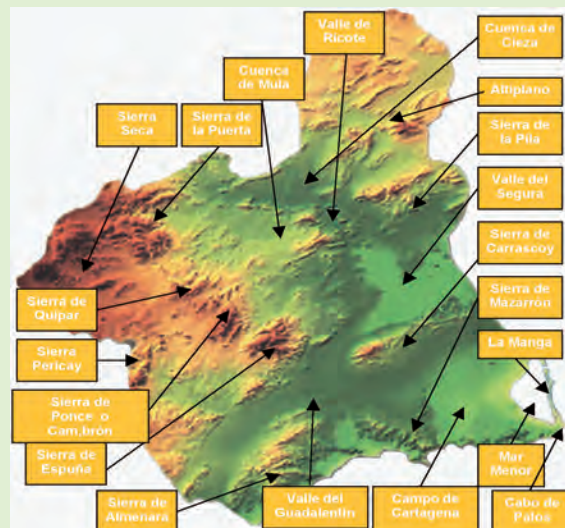 Valle de
Ricote
Cuenca de
Cieza
Cuenca
de Mula
Altiplano
Sierra
Seca
Sierra de
la Puerta
Sierra de
la Pila
Valle del
Segura
Sierra de
Carrascoy
Sierra de
Quipar
Sierra de
Mazarrón
Sierra
Pericay
La Manga
Sierra de
Ponce o
Cam,brón
Sierra de
Espuña
Mar
Menor
Sierra de
Almenara
Valle del
Guadalentín
Campo de
Cartagena
Cabo de
Palos